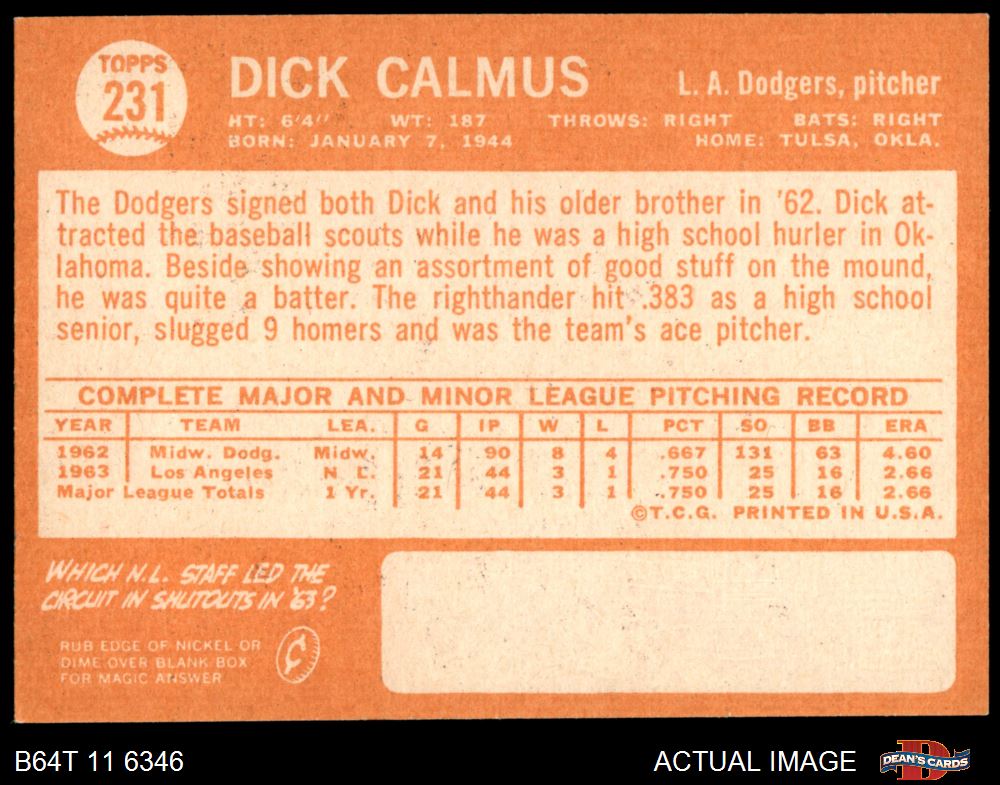 TOPPS
231
DICK CALMUS
L. A. Dodgers, pitcher
HT: 6'4" WT: 187 THROWS: RIGHT BATS: RIGHT
BORN: JANUARY 7, 1944 HOME: TULSA, OKLA.
The Dodgers signed both Dick and his older brother in '62. Dick at-
tracted the baseball scouts while he was a high school hurler in Ok-
lahoma. Beside showing an assortment of good stuff on the mound,
he was quite a batter. The righthander hit .383 as a high school
senior, slugged 9 homers and was the team's ace pitcher.
COMPLETE MAJOR AND MINOR LEAGUE PITCHING RECORD
YEAR TEAM LEA. G IP W L PCT SO BB ERA
1962 Midw. Dodg. Midw. 14 90 8 4 .667 131 63 4.60
1963 Los Angeles N. L. 21 44 3 1 .750 25 16 2.66
Major League Totals 1 Yr. 21 44 3 1 .750 25 16 2.66
©T.C.G. PRINTED IN U.S.A.
WHICH N.L. STAFF LED THE
CIRCUIT IN SHUTOUTS IN '63?
RUB EDGE OF NICKEL OR
DIME OVER BLANK BOX
FOR MAGIC ANSWER
B64T 11 6346
ACTUAL IMAGE
DEAN'S CARDS